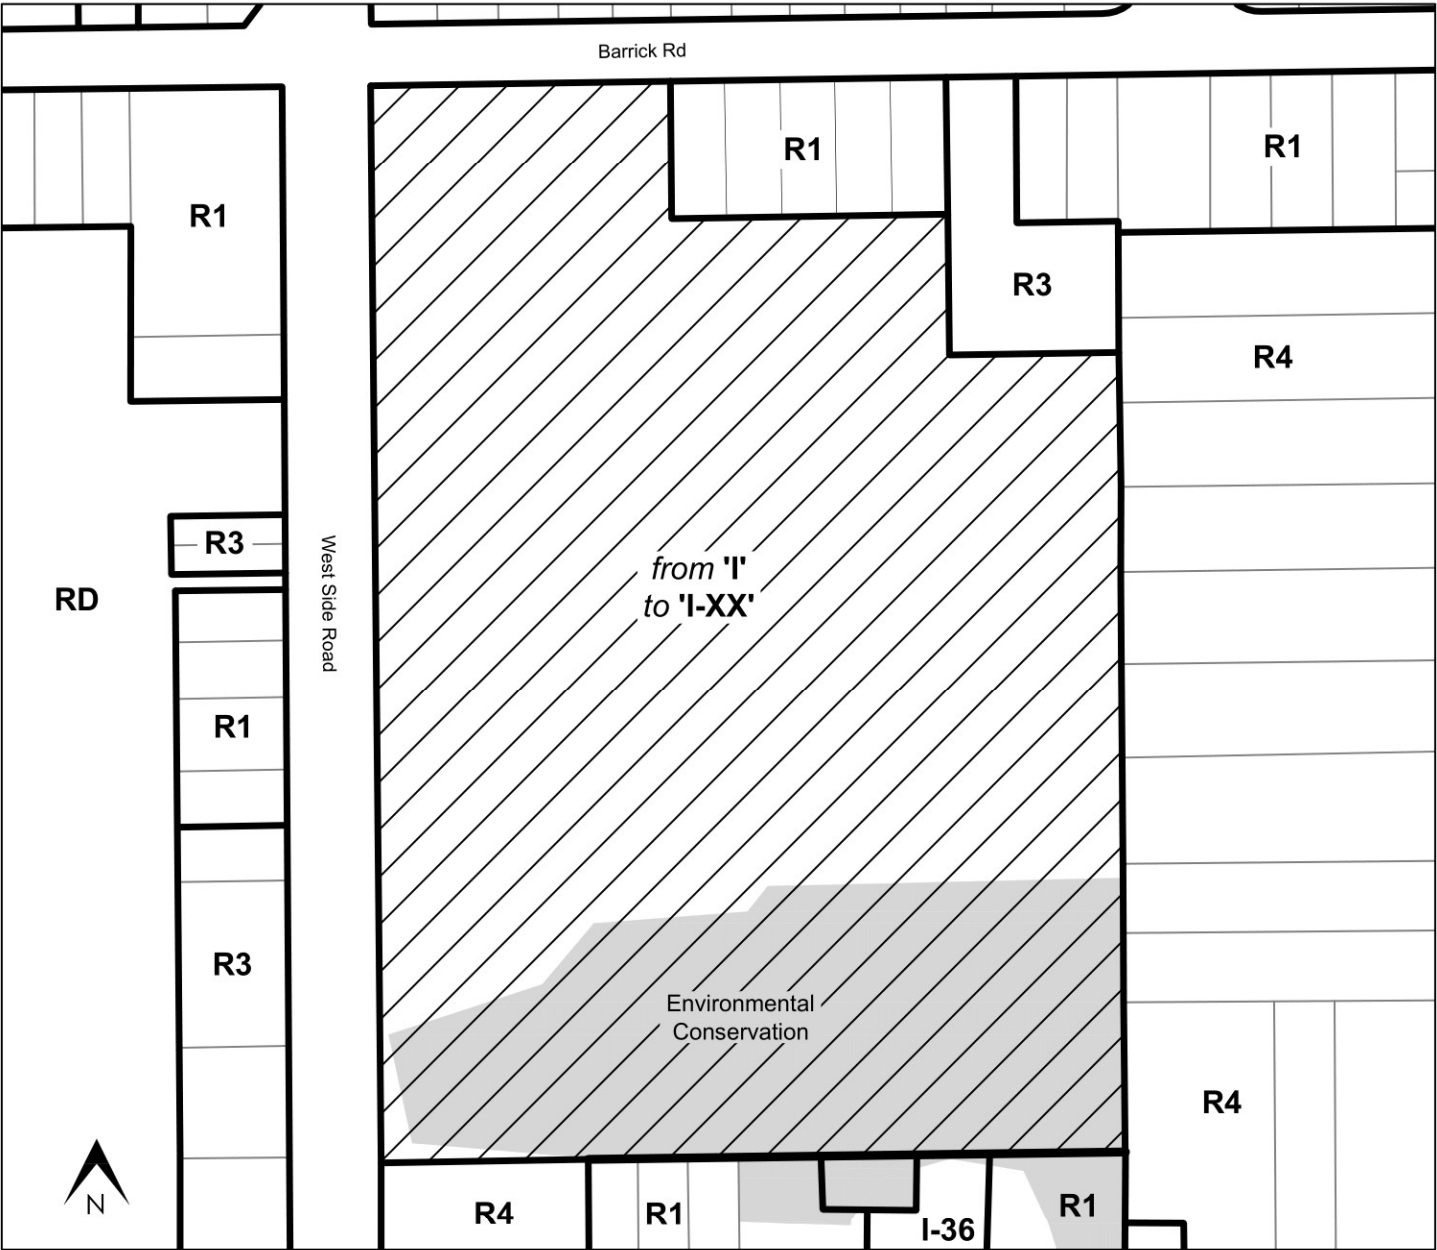 Barrick Rd
R1
R1
R1
R3
R4
R3
West Side Road
from 'I'
to 'I-XX'
RD
R1
R3
Environmental
Conservation
R4
N
R4
R1
I-36
R1